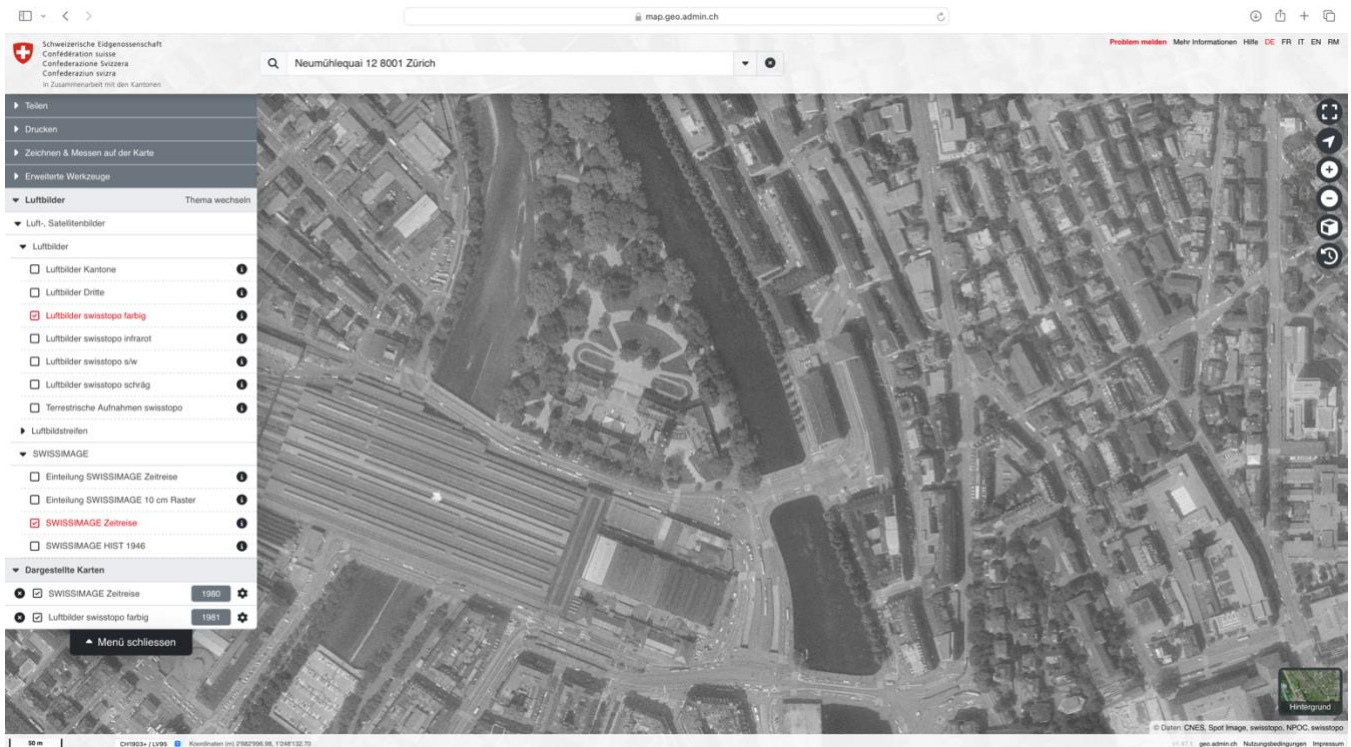 map.geo.admin.ch
Schweizerische Eidgenossenschaft
Confédération suisse
Confederazione Svizzera
Confederaziun svizra
In Zusammenarbeit mit den Kantonen
Neumühlequai 12 8001 Zürich
Problem melden Mehr Informationen Hilfe DE FR IT EN RM
Teilen
Drucken
Zeichnen & Messen auf der Karte
Erweiterte Werkzeuge
Luftbilder Thema wechseln
Luft-, Satellitenbilder
Luftbilder
Luftbilder Kantone
Luftbilder Dritte
Luftbilder swisstopo farbig
Luftbilder swisstopo infrarot
Luftbilder swisstopo s/w
Luftbilder swisstopo schräg
Terrestrische Aufnahmen swisstopo
Luftbildstreifen
SWISSIMAGE
Einteilung SWISSIMAGE Zeitreise
Einteilung SWISSIMAGE 10 cm Raster
SWISSIMAGE Zeitreise
SWISSIMAGE HIST 1946
Dargestellte Karten
SWISSIMAGE Zeitreise 1980
Luftbilder swisstopo farbig 1981
Menü schliessen
Hintergrund
© Daten: CNES, Spot Image, swisstopo, NPOC, swisstopo
50 m CH1903+ / LV95 Koordinaten (m) 2'682'996.98, 1'248'132.70
geo.admin.ch Nutzungsbedingungen Impressum